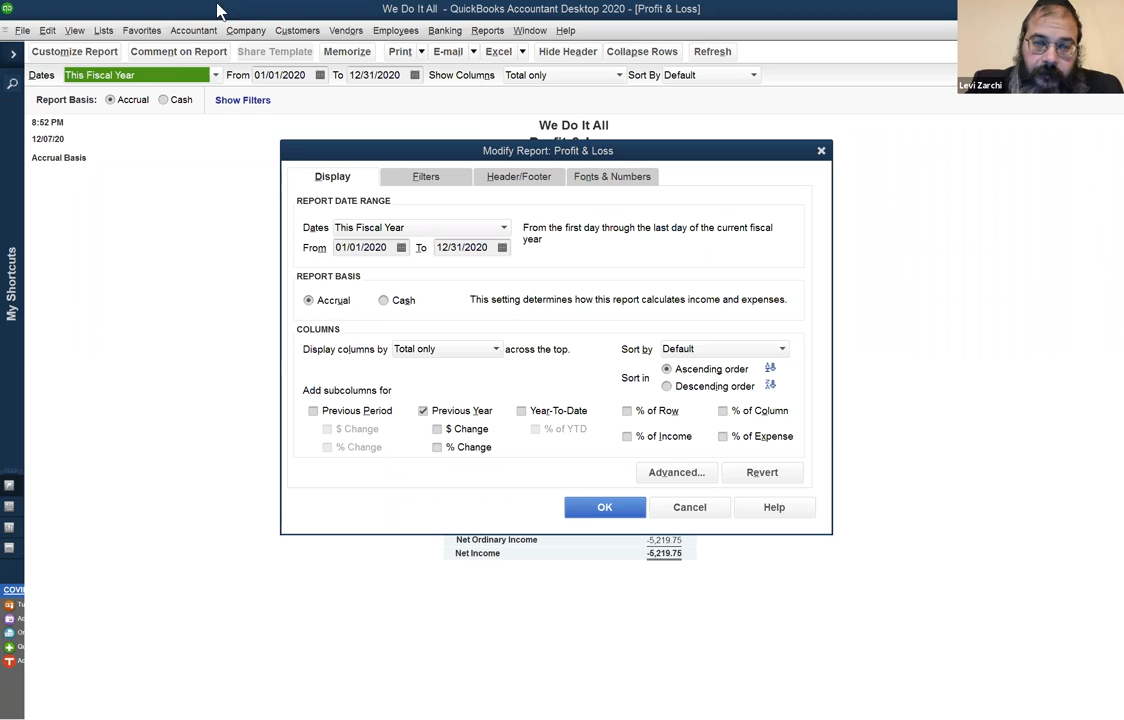 We Do It All - QuickBooks Accountant Desktop 2020 - [Profit & Loss]
File Edit View Lists Favorites Accountant Company Customers Vendors Employees Banking Reports Window Help
Customize Report Comment on Report Share Template Memorize Print E-mail Excel Hide Header Collapse Rows Refresh
Dates This Fiscal Year From 01/01/2020 To 12/31/2020 Show Columns Total only Sort By Default
Levi Zarchi
Report Basis: Accrual Cash Show Filters
8:52 PM
12/07/20
Accrual Basis
We Do It All
My Shortcuts
Modify Report: Profit & Loss
Display Filters Header/Footer Fonts & Numbers
REPORT DATE RANGE
Dates This Fiscal Year From the first day through the last day of the current fiscal
year
From 01/01/2020 To 12/31/2020
REPORT BASIS
Accrual Cash This setting determines how this report calculates income and expenses.
COLUMNS
Display columns by Total only across the top. Sort by Default
Sort in Ascending order
Descending order
Add subcolumns for
Previous Period Previous Year Year-To-Date % of Row % of Column
$ Change $ Change % of YTD
% of Income % of Expense
% Change % Change
Advanced... Revert
OK Cancel Help
Net Ordinary Income -5,219.75
Net Income -5,219.75
COVI